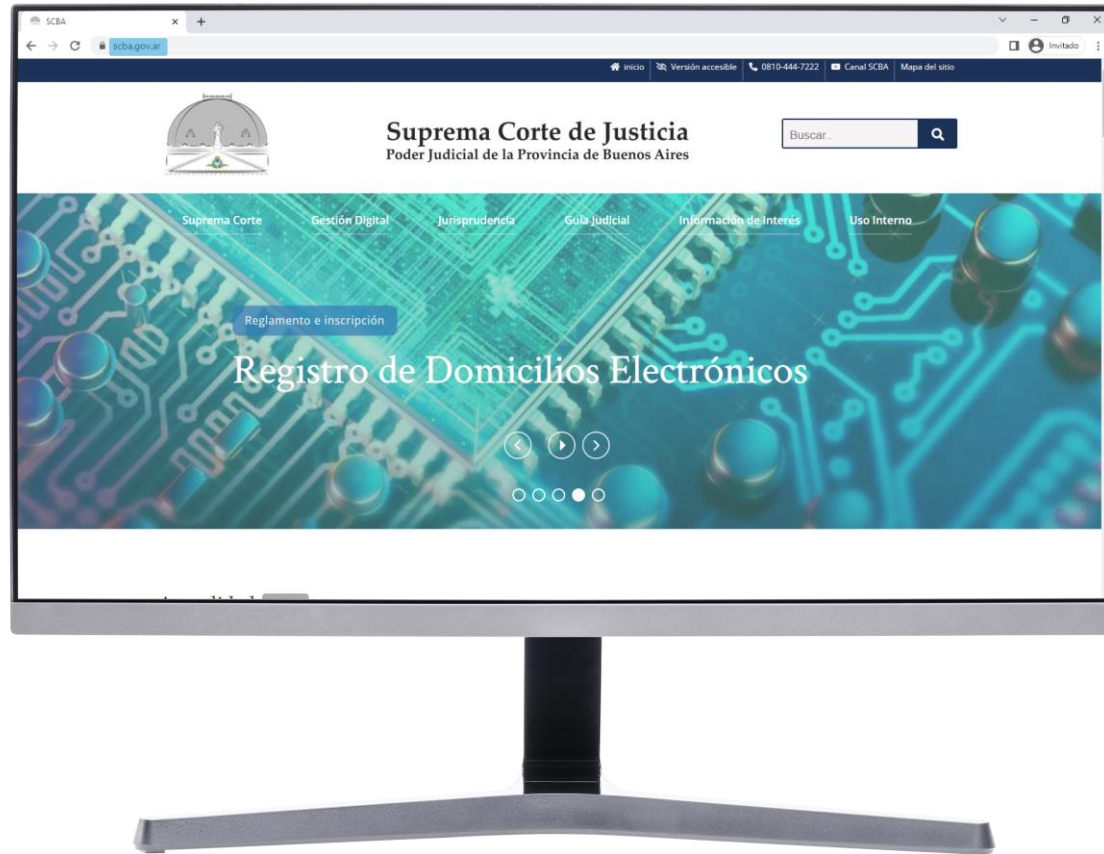 SCBA
scba.gov.ar
Invitado
inicio Versión accesible 0810-444-7222 Canal SCBA Mapa del sitio
Suprema Corte de Justicia
Poder Judicial de la Provincia de Buenos Aires
Buscar..
Suprema Corte Gestión Digital Jurisprudencia Guía Judicial Información de Interés Uso Interno
Reglamento e inscripción
Registro de Domicilios Electrónicos